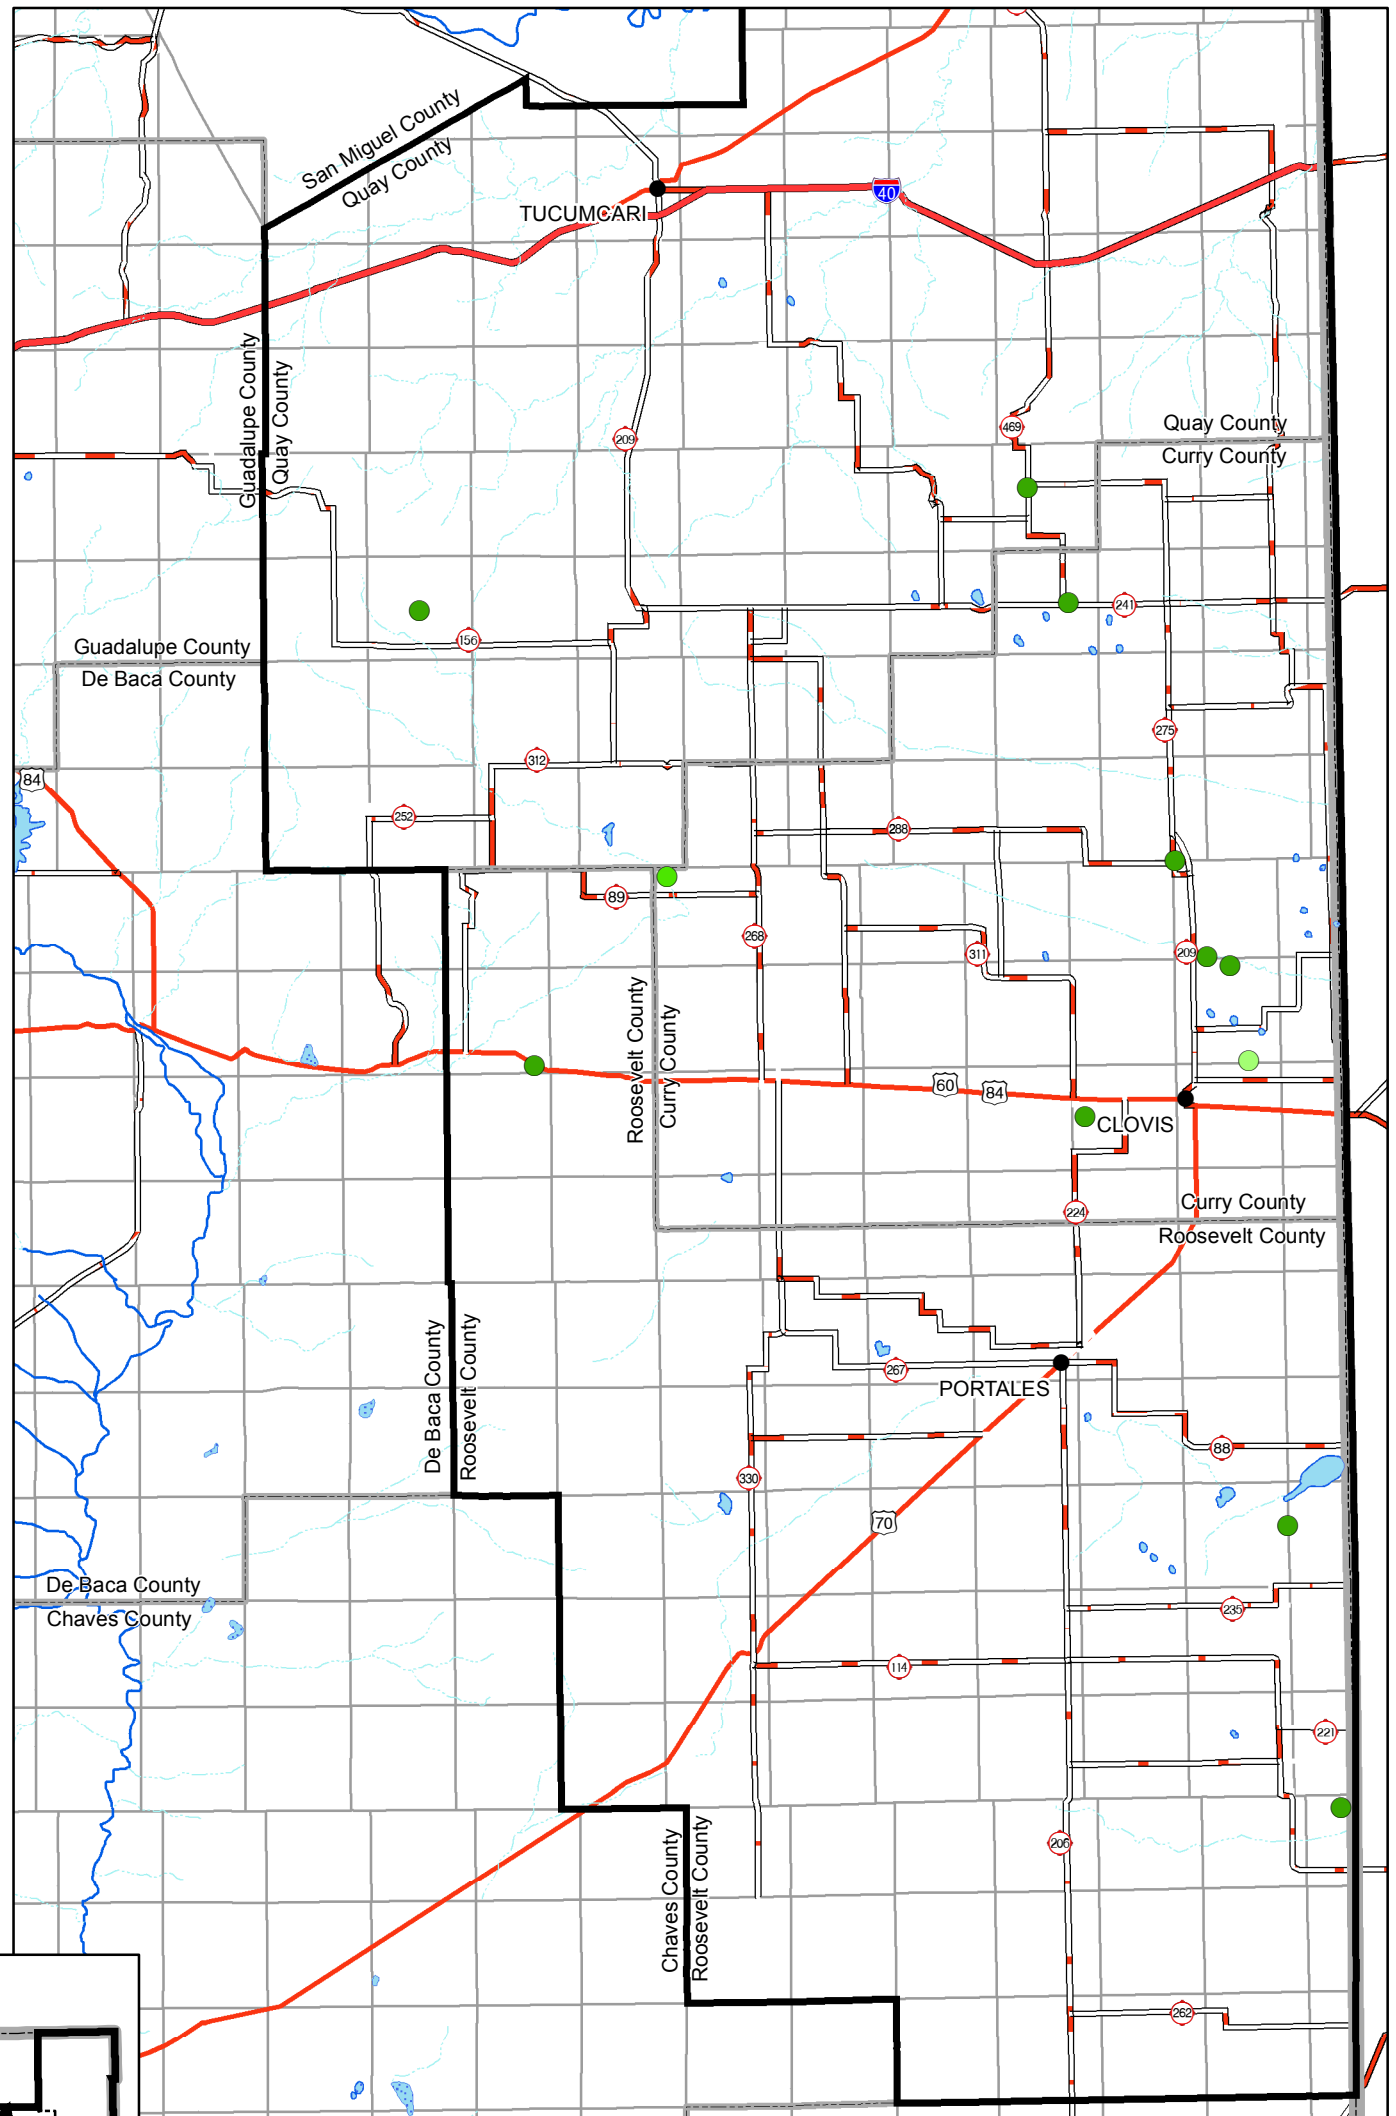 San Miguel County
Quay County
40
TUCUMCARI
Guadalupe County
Quay County
209
469
Quay County
Curry County
241
156
Guadalupe County
De Baca County
275
312
84
252
288
89
268
311
209
Roosevelt County
Curry County
60
84
CLOVIS
224
Curry County
Roosevelt County
De Baca County
Roosevelt County
267
PORTALES
88
330
70
De Baca County
Chaves County
235
114
221
206
Chaves County
Roosevelt County
262